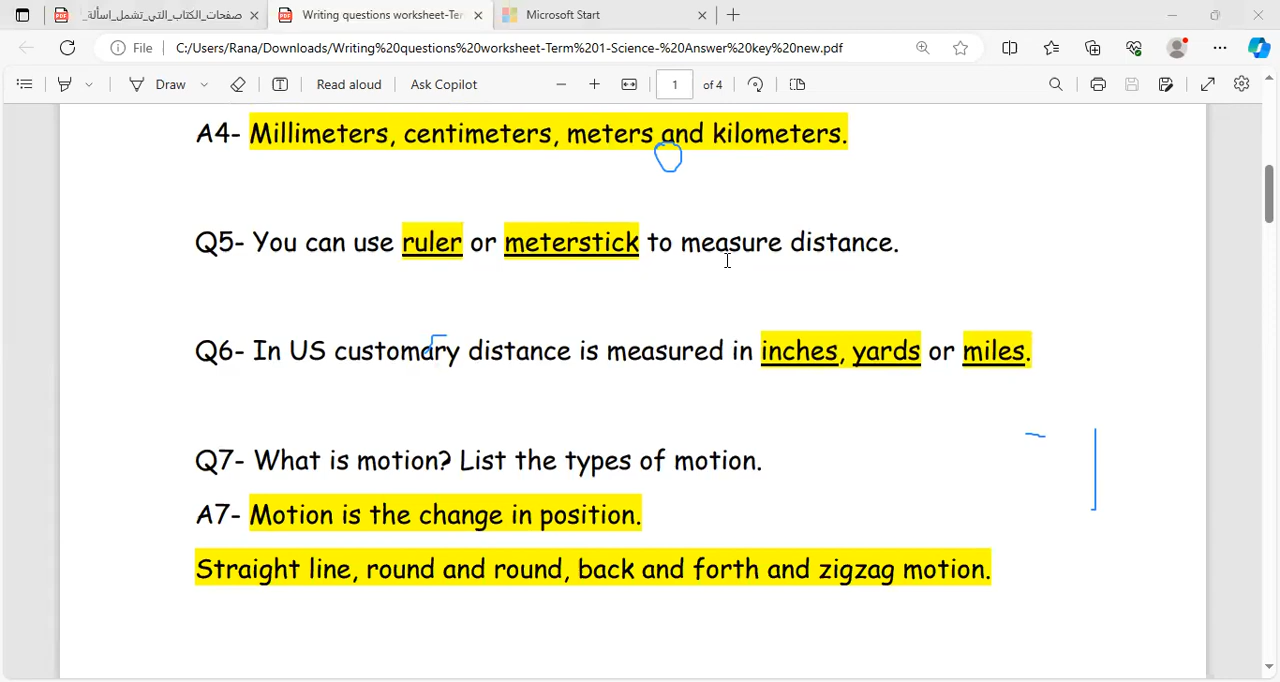 صفحات_الكتاب_التي_تشمل_اسألة_
Writing questions worksheet-Ter
Microsoft Start
File
C:/Users/Rana/Downloads/Writing%20questions%20worksheet-Term%201-Science-%20Answer%20key%20new.pdf
Draw
Read aloud
Ask Copilot
1
of 4
A4- Millimeters, centimeters, meters and kilometers.
Q5- You can use ruler or meterstick to measure distance.
Q6- In US customary distance is measured in inches, yards or miles.
Q7- What is motion? List the types of motion.
A7- Motion is the change in position.
Straight line, round and round, back and forth and zigzag motion.